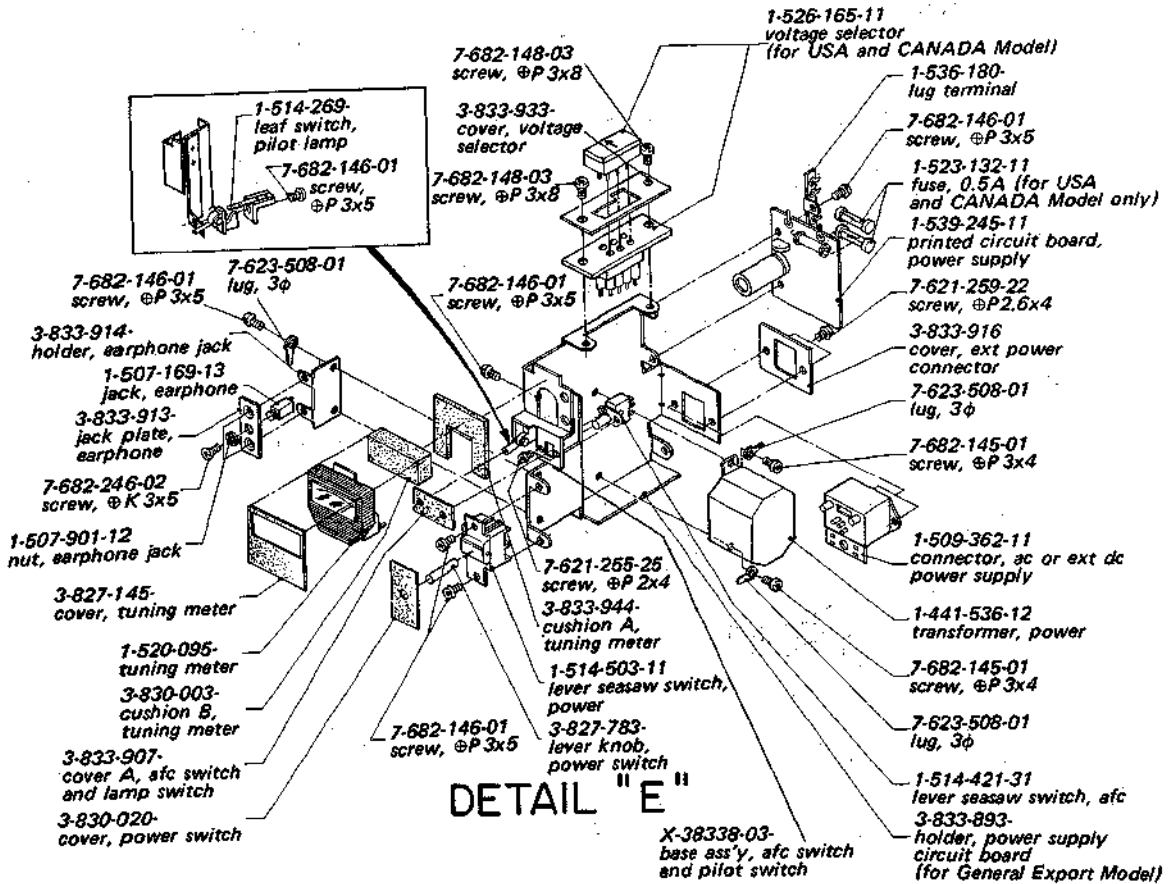 1-526-165-11
voltage selector
(for USA and CANADA Model)
7-682-148-03
screw, ⊕P 3x8
1-536-180-
lug terminal
1-514-269-
leaf switch,
pilot lamp
3-833-933-
cover, voltage
selector
7-682-146-01
screw, ⊕P 3x5
7-682-146-01
screw,
⊕P 3x5
7-682-148-03
screw, ⊕P 3x8
1-523-132-11
fuse, 0.5A (for USA
and CANADA Model only)
1-539-245-11
printed circuit board,
power supply
7-682-146-01
screw, ⊕P 3x5
7-623-508-01
lug, 3φ
7-682-146-01
screw, ⊕P 3x5
7-621-259-22
screw, ⊕P2,6x4
3-833-914-
holder, earphone jack
3-833-916
cover, ext power
connector
1-507-169-13
jack, earphone
7-623-508-01
lug, 3φ
3-833-913-
jack plate,
earphone
7-682-145-01
screw, ⊕P 3x4
7-682-246-02
screw, ⊕K 3x5
1-507-901-12
nut, earphone jack
1-509-362-11
connector, ac or ext dc
power supply
7-621-255-25
screw, ⊕P 2x4
3-827-145-
cover, tuning meter
3-833-944-
cushion A,
tuning meter
1-441-536-12
transformer, power
1-520-095-
tuning meter
1-514-503-11
lever seasaw switch,
power
7-682-145-01
screw, ⊕P 3x4
3-830-003-
cushion B,
tuning meter
7-682-146-01
screw, ⊕P 3x5
3-827-783-
lever knob,
power switch
7-623-508-01
lug, 3φ
3-833-907-
cover A, afc switch
and lamp switch
1-514-421-31
lever seasaw switch, afc
DETAIL "E"
3-830-020-
cover, power switch
X-38338-03-
base ass'y, afc switch
and pilot switch
3-833-893-
holder, power supply
circuit board
(for General Export Model)